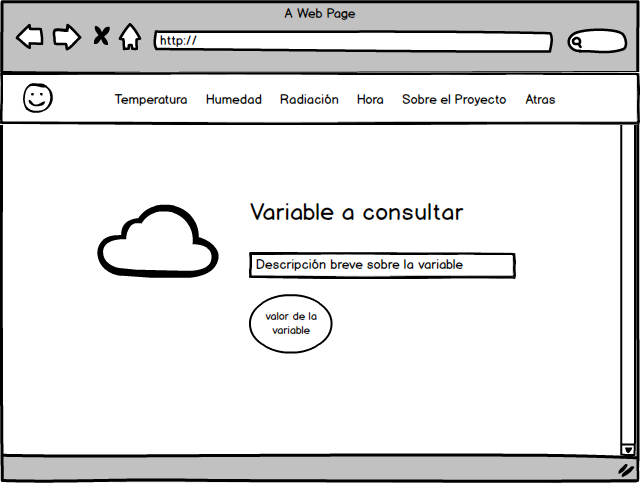 A Web Page
http://
Temperatura Humedad Radiación Hora Sobre el Proyecto Atras
Variable a consultar
Descripción breve sobre la variable
valor de la
variable